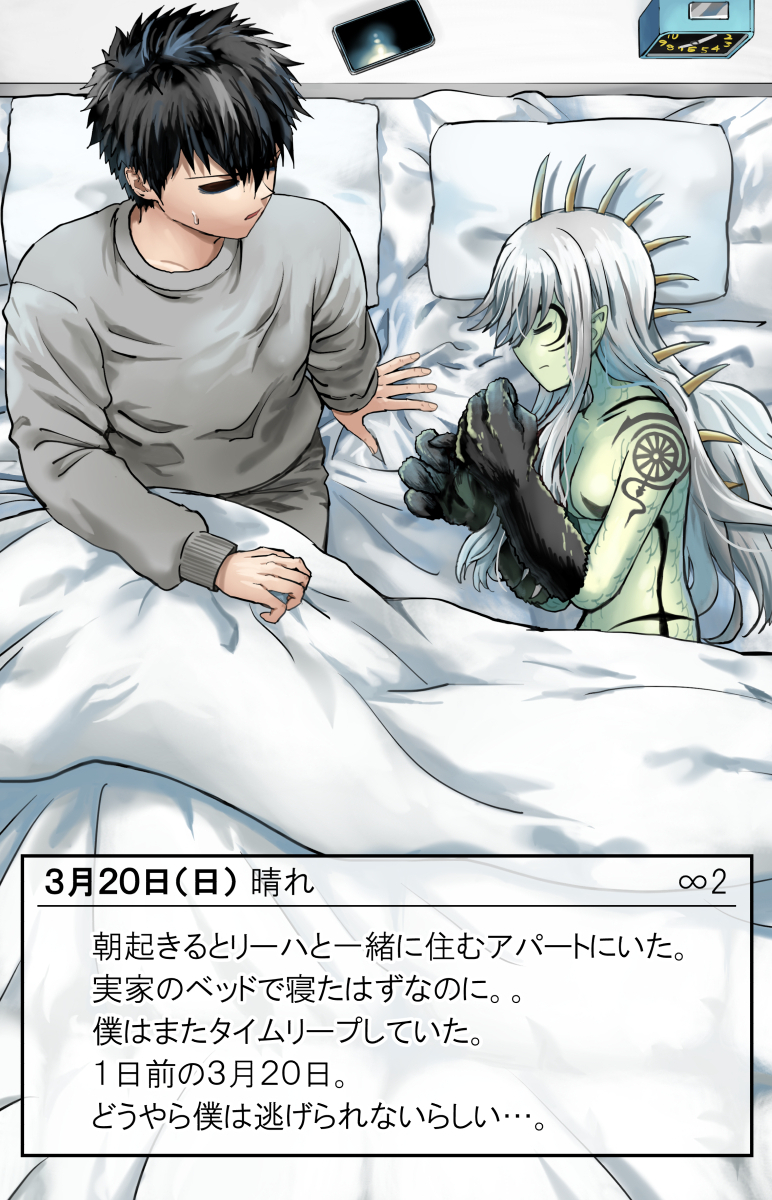 3月20日(日) 晴れ ∞2
朝起きるとリーハと一緒に住むアパートにいた。
実家のベッドで寝たはずなのに。。
僕はまたタイムリープしていた。
1日前の3月20日。
どうやら僕は逃げられないらしい…。